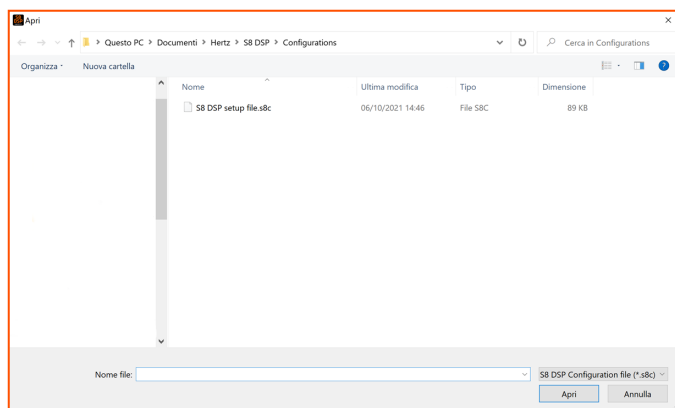 Apri
Questo PC > Documenti > Hertz > S8 DSP > Configurations
Cerca in Configurations
Organizza
Nuova cartella
Nome Ultima modifica Tipo Dimensione
S8 DSP setup file.s8c 06/10/2021 14:46 File S8C 89 KB
Nome file:
S8 DSP Configuration file (*.s8c)
Apri Annulla